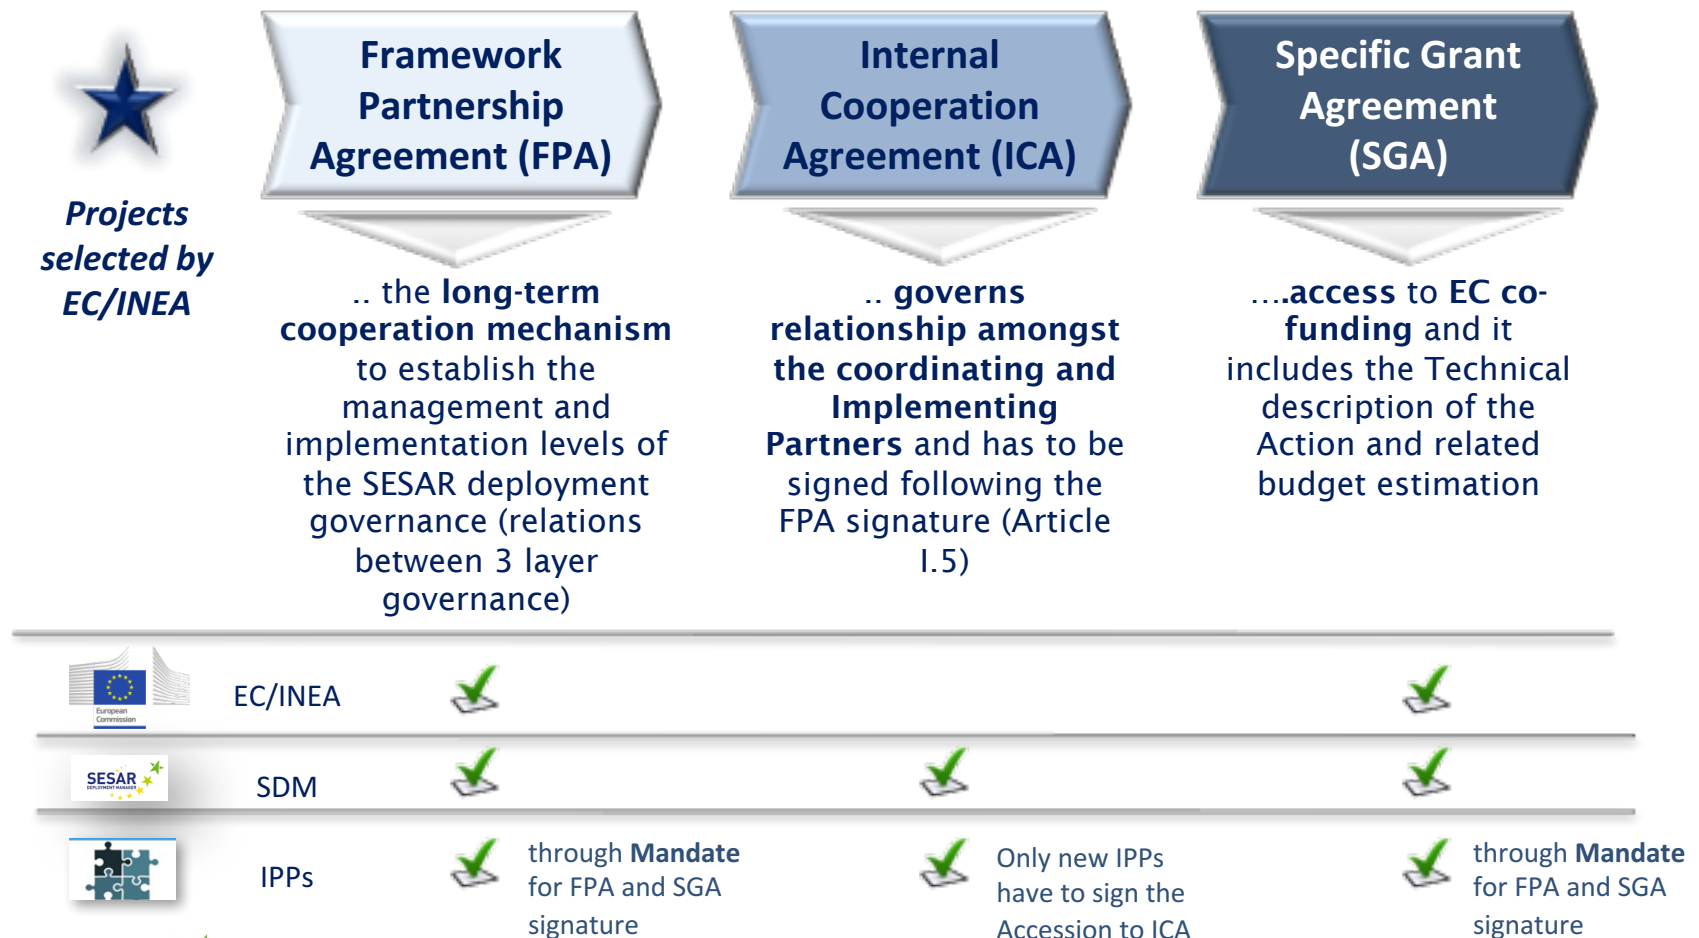 Projects
selected by
EC/INEA
Framework
Partnership
Agreement (FPA)
.. the long-term
cooperation mechanism
to establish the
management and
implementation levels of
the SESAR deployment
governance (relations
between 3 layer
governance)
Internal
Cooperation
Agreement (ICA)
.. governs
relationship amongst
the coordinating and
Implementing
Partners and has to be
signed following the
FPA signature (Article
I.5)
Specific Grant
Agreement
(SGA)
....access to EC co-
funding and it
includes the Technical
description of the
Action and related
budget estimation
European
Commission
EC/INEA
SESAR
DEPLOYMENT MANAGER
SDM
IPPs
through Mandate
for FPA and SGA
signature
Only new IPPs
have to sign the
Accession to ICA
through Mandate
for FPA and SGA
signature